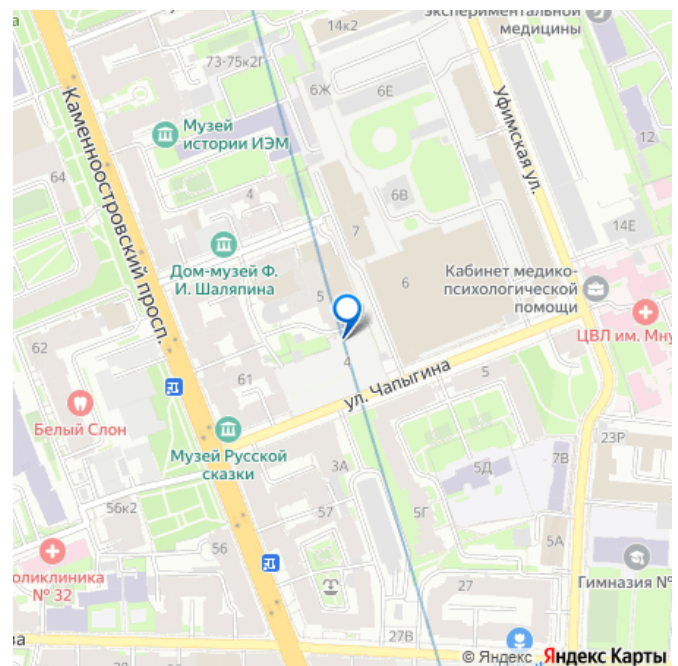 экспериментальной
медицины
14к2
73-75к2Г
6Ж
6Е
Музей
истории ИЭМ
Каменноостровский просп.
Уфимская ул.
12
64
4
6В
14Е
7
Дом-музей Ф.
И. Шаляпина
Кабинет медико-
психологической
помощи
6
5
ЦВЛ им. Мну
62
4
61
ул. Чапыгина
5
Белый Слон
Музей Русской
сказки
23Р
3А
5Д
7В
56к2
57
5Г
56
5А
оликлиника
№ 32
27
Гимназия №
27В
ва
55
© Яндекс Яндекс Карты